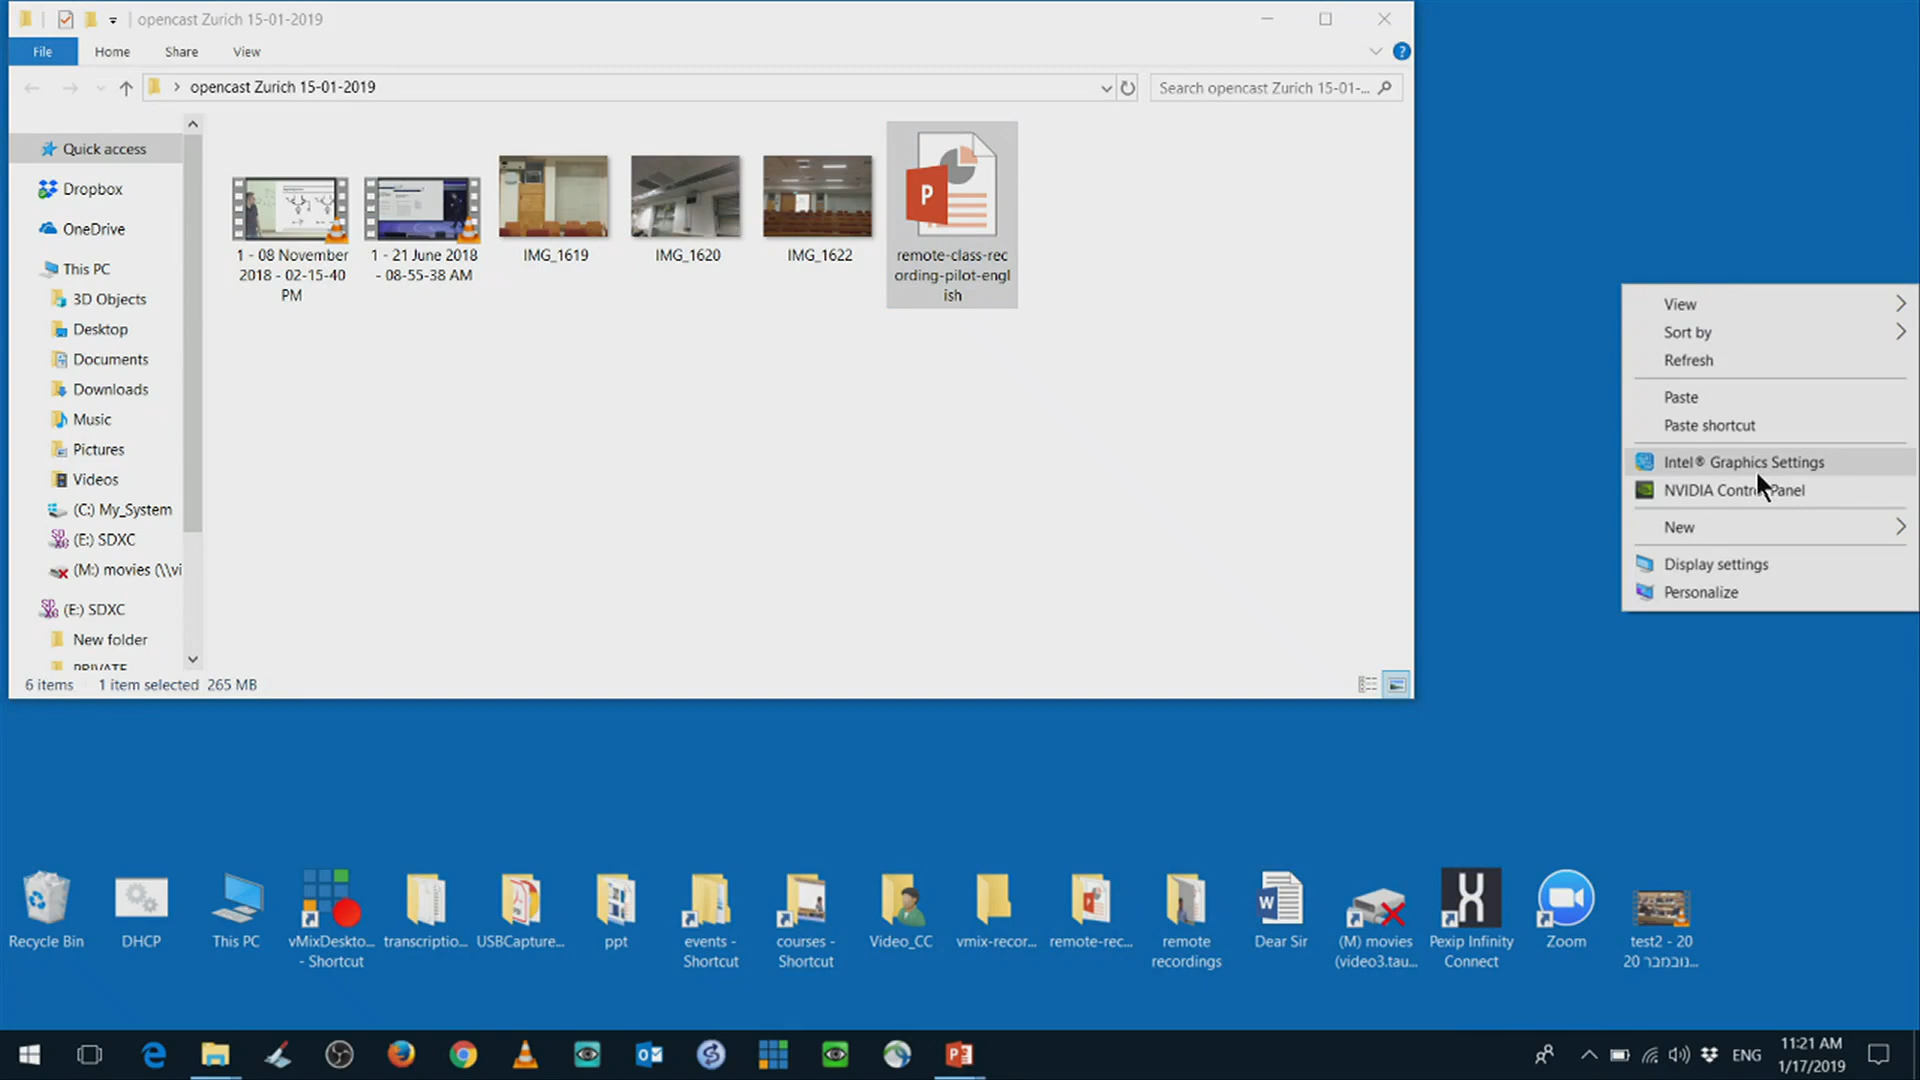 opencast Zurich 15-01-2019
File Home Share View
opencast Zurich 15-01-2019
Search opencast Zurich 15-01-...
Quick access
Dropbox
OneDrive
This PC
3D Objects
Desktop
Documents
Downloads
Music
Pictures
Videos
(C:) My_System
(E:) SDXC
(M:) movies (\\vi
(E:) SDXC
New folder
PRIVATE
1 - 08 November
2018 - 02-15-40
PM
1 - 21 June 2018
- 08-55-38 AM
IMG_1619
IMG_1620
IMG_1622
remote-class-rec
ording-pilot-engl
ish
6 items 1 item selected 265 MB
View
Sort by
Refresh
Paste
Paste shortcut
Intel® Graphics Settings
NVIDIA Control Panel
New
Display settings
Personalize
Recycle Bin
DHCP
This PC
vMixDeskto...
- Shortcut
transcriptio...
USBCapture...
ppt
events -
Shortcut
courses -
Shortcut
Video_CC
vmix-recor...
remote-rec...
remote
recordings
Dear Sir
(M) movies
(video3.tau...
Pexip Infinity
Connect
Zoom
test2 - 20
נובמבר 20...
ENG
11:21 AM
1/17/2019